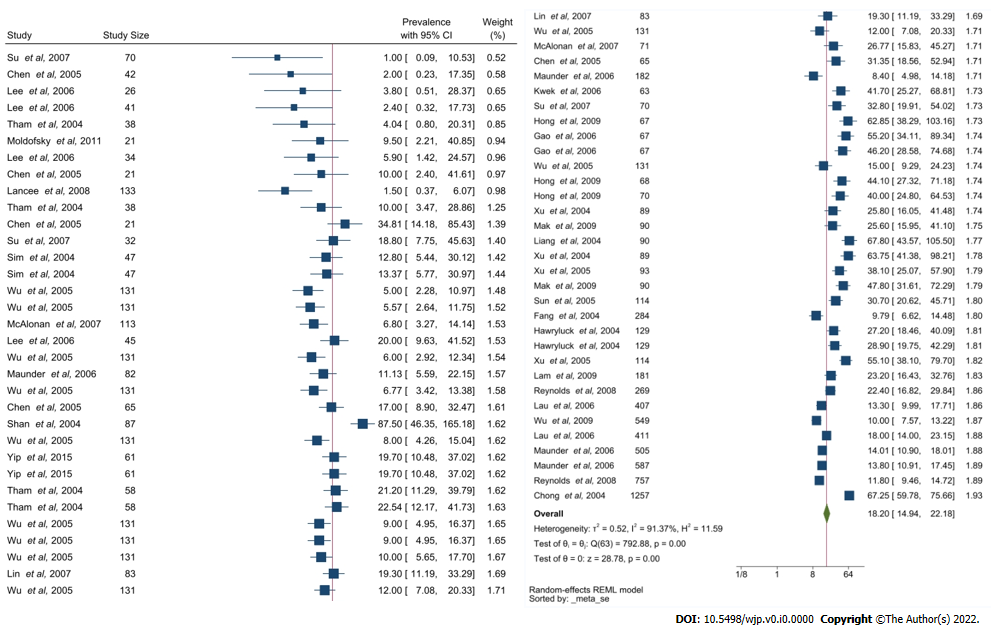 Prevalence Weight
Study Study Size with 95% CI (%)
Su et al, 2007 70 1.00 [ 0.09, 10.53] 0.52
Chen et al, 2005 42 2.00 [ 0.23, 17.35] 0.58
Lee et al, 2006 26 3.80 [ 0.51, 28.37] 0.65
Lee et al, 2006 41 2.40 [ 0.32, 17.73] 0.65
Tham et al, 2004 38 4.04 [ 0.80, 20.31] 0.85
Moldofsky et al, 2011 21 9.50 [ 2.21, 40.85] 0.94
Lee et al, 2006 34 5.90 [ 1.42, 24.57] 0.96
Chen et al, 2005 21 10.00 [ 2.40, 41.61] 0.97
Lancee et al, 2008 133 1.50 [ 0.37, 6.07] 0.98
Tham et al, 2004 38 10.00 [ 3.47, 28.86] 1.25
Chen et al, 2005 21 34.81 [ 14.18, 85.43] 1.39
Su et al, 2007 32 18.80 [ 7.75, 45.63] 1.40
Sim et al, 2004 47 12.80 [ 5.44, 30.12] 1.42
Sim et al, 2004 47 13.37 [ 5.77, 30.97] 1.44
Wu et al, 2005 131 5.00 [ 2.28, 10.97] 1.48
Wu et al, 2005 131 5.57 [ 2.64, 11.75] 1.52
McAlonan et al, 2007 113 6.80 [ 3.27, 14.14] 1.53
Lee et al, 2006 45 20.00 [ 9.63, 41.52] 1.53
Wu et al, 2005 131 6.00 [ 2.92, 12.34] 1.54
Maunder et al, 2006 82 11.13 [ 5.59, 22.15] 1.57
Wu et al, 2005 131 6.77 [ 3.42, 13.38] 1.58
Chen et al, 2005 65 17.00 [ 8.90, 32.47] 1.61
Shan et al, 2004 87 87.50 [ 46.35, 165.18] 1.62
Wu et al, 2005 131 8.00 [ 4.26, 15.04] 1.62
Yip et al, 2015 61 19.70 [ 10.48, 37.02] 1.62
Yip et al, 2015 61 19.70 [ 10.48, 37.02] 1.62
Tham et al, 2004 58 21.20 [ 11.29, 39.79] 1.62
Tham et al, 2004 58 22.54 [ 12.17, 41.73] 1.63
Wu et al, 2005 131 9.00 [ 4.95, 16.37] 1.65
Wu et al, 2005 131 9.00 [ 4.95, 16.37] 1.65
Wu et al, 2005 131 10.00 [ 5.65, 17.70] 1.67
Lin et al, 2007 83 19.30 [ 11.19, 33.29] 1.69
Wu et al, 2005 131 12.00 [ 7.08, 20.33] 1.71
Lin et al, 2007 83 19.30 [ 11.19, 33.29] 1.69
Wu et al, 2005 131 12.00 [ 7.08, 20.33] 1.71
McAlonan et al, 2007 71 26.77 [ 15.83, 45.27] 1.71
Chen et al, 2005 65 31.35 [ 18.56, 52.94] 1.71
Maunder et al, 2006 182 8.40 [ 4.98, 14.18] 1.71
Kwek et al, 2006 63 41.70 [ 25.27, 68.81] 1.73
Su et al, 2007 70 32.80 [ 19.91, 54.02] 1.73
Hong et al, 2009 67 62.85 [ 38.29, 103.16] 1.73
Gao et al, 2006 67 55.20 [ 34.11, 89.34] 1.74
Gao et al, 2006 67 46.20 [ 28.58, 74.68] 1.74
Wu et al, 2005 131 15.00 [ 9.29, 24.23] 1.74
Hong et al, 2009 68 44.10 [ 27.32, 71.18] 1.74
Hong et al, 2009 70 40.00 [ 24.80, 64.53] 1.74
Xu et al, 2004 89 25.80 [ 16.05, 41.48] 1.74
Mak et al, 2009 90 25.60 [ 15.95, 41.10] 1.75
Liang et al, 2004 90 67.80 [ 43.57, 105.50] 1.77
Xu et al, 2004 89 63.75 [ 41.38, 98.21] 1.78
Xu et al, 2005 93 38.10 [ 25.07, 57.90] 1.79
Mak et al, 2009 90 47.80 [ 31.61, 72.29] 1.79
Sun et al, 2005 114 30.70 [ 20.62, 45.71] 1.80
Fang et al, 2004 284 9.79 [ 6.62, 14.48] 1.80
Hawryluck et al, 2004 129 27.20 [ 18.46, 40.09] 1.81
Hawryluck et al, 2004 129 28.90 [ 19.75, 42.29] 1.81
Xu et al, 2005 114 55.10 [ 38.10, 79.70] 1.82
Lam et al, 2009 181 23.20 [ 16.43, 32.76] 1.83
Reynolds et al, 2008 269 22.40 [ 16.82, 29.84] 1.86
Lau et al, 2006 407 13.30 [ 9.99, 17.71] 1.86
Wu et al, 2009 549 10.00 [ 7.57, 13.22] 1.87
Lau et al, 2006 411 18.00 [ 14.00, 23.15] 1.88
Maunder et al, 2006 505 14.01 [ 10.90, 18.01] 1.88
Maunder et al, 2006 587 13.80 [ 10.91, 17.45] 1.89
Reynolds et al, 2008 757 11.80 [ 9.46, 14.72] 1.89
Chong et al, 2004 1257 67.25 [ 59.78, 75.66] 1.93
Overall 18.20 [ 14.94, 22.18]
Heterogeneity: τ² = 0.52, I² = 91.37%, H² = 11.59
Test of θᵢ = θⱼ: Q(63) = 792.88, p = 0.00
Test of θ = 0: z = 28.78, p = 0.00
1/8 1 8 64
Random-effects REML model
Sorted by: _meta_se
DOI: 10.5498/wjp.v0.i0.0000 Copyright ©The Author(s) 2022.